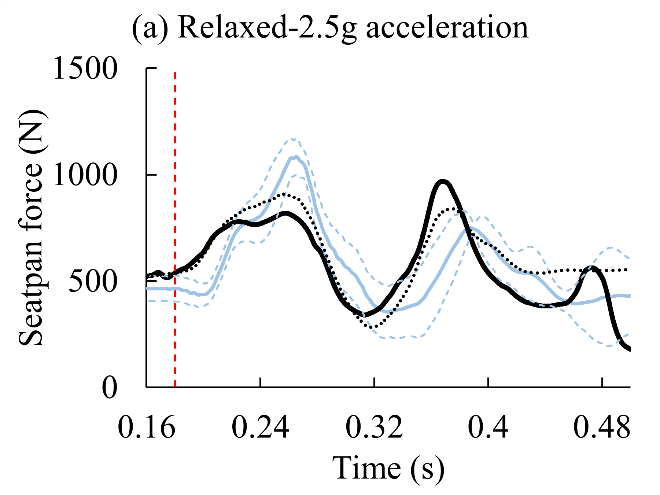 (a) Relaxed-2.5g acceleration
1500
1000
500
0
Seatpan force (N)
0.16 0.24 0.32 0.4 0.48
Time (s)